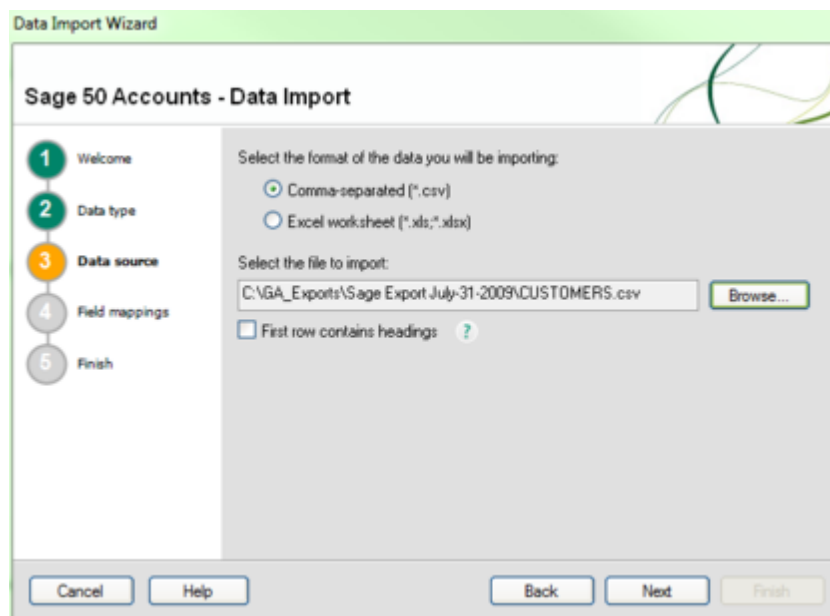 Data Import Wizard
Sage 50 Accounts - Data Import
1 Welcome
2 Data type
3 Data source
4 Field mappings
5 Finish
Select the format of the data you will be importing:
Comma-separated (*.csv)
Excel worksheet (*.xls;*.xlsx)
Select the file to import:
C:\GA_Exports\Sage Export July-31-2009\CUSTOMERS.csv Browse...
First row contains headings ?
Cancel Help Back Next Finish